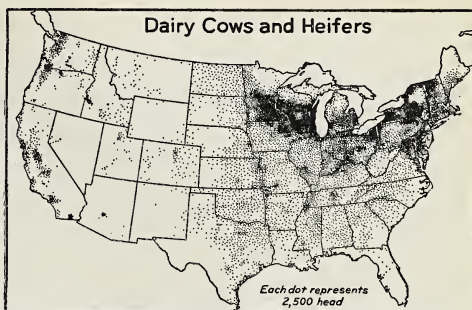 Dairy Cows and Heifers
Each dot represents
2,500 head